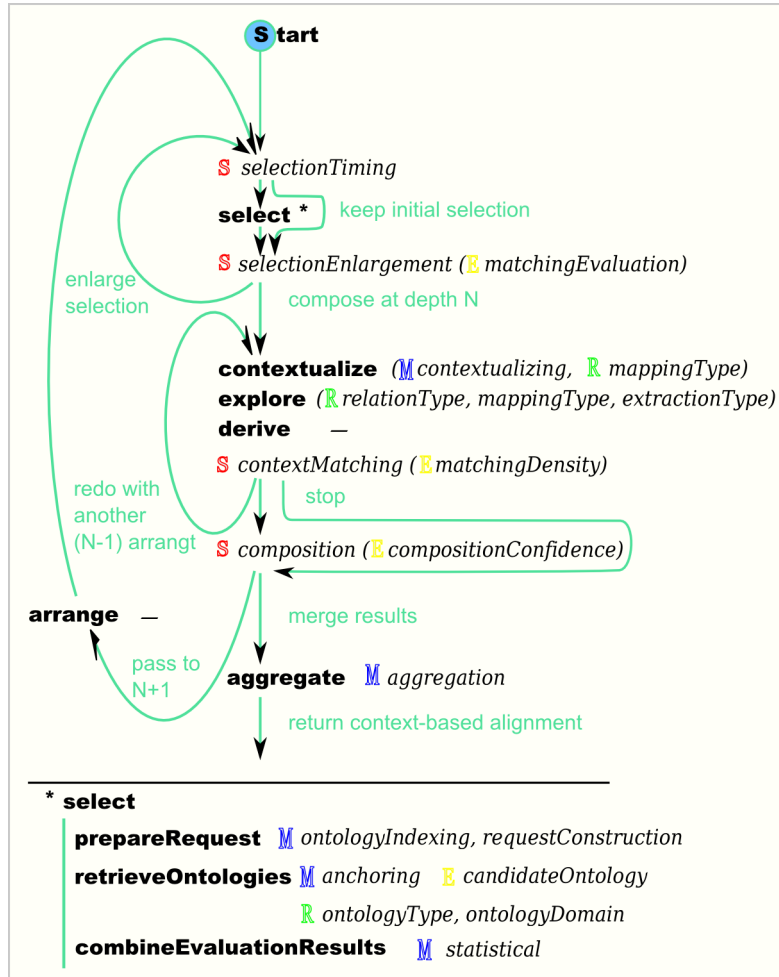 Start
S selectionTiming
select *
keep initial selection
S selectionEnlargement (E matchingEvaluation)
enlarge
selection
compose at depth N
contextualize (M contextualizing, R mappingType)
explore (R relationType, mappingType, extractionType)
derive —
S contextMatching (E matchingDensity)
redo with
another
(N-1) arrangt
stop
S composition (E compositionConfidence)
arrange —
merge results
pass to
N+1
aggregate M aggregation
return context-based alignment
* select
prepareRequest M ontologyIndexing, requestConstruction
retrieveOntologies M anchoring E candidateOntology
R ontologyType, ontologyDomain
combineEvaluationResults M statistical